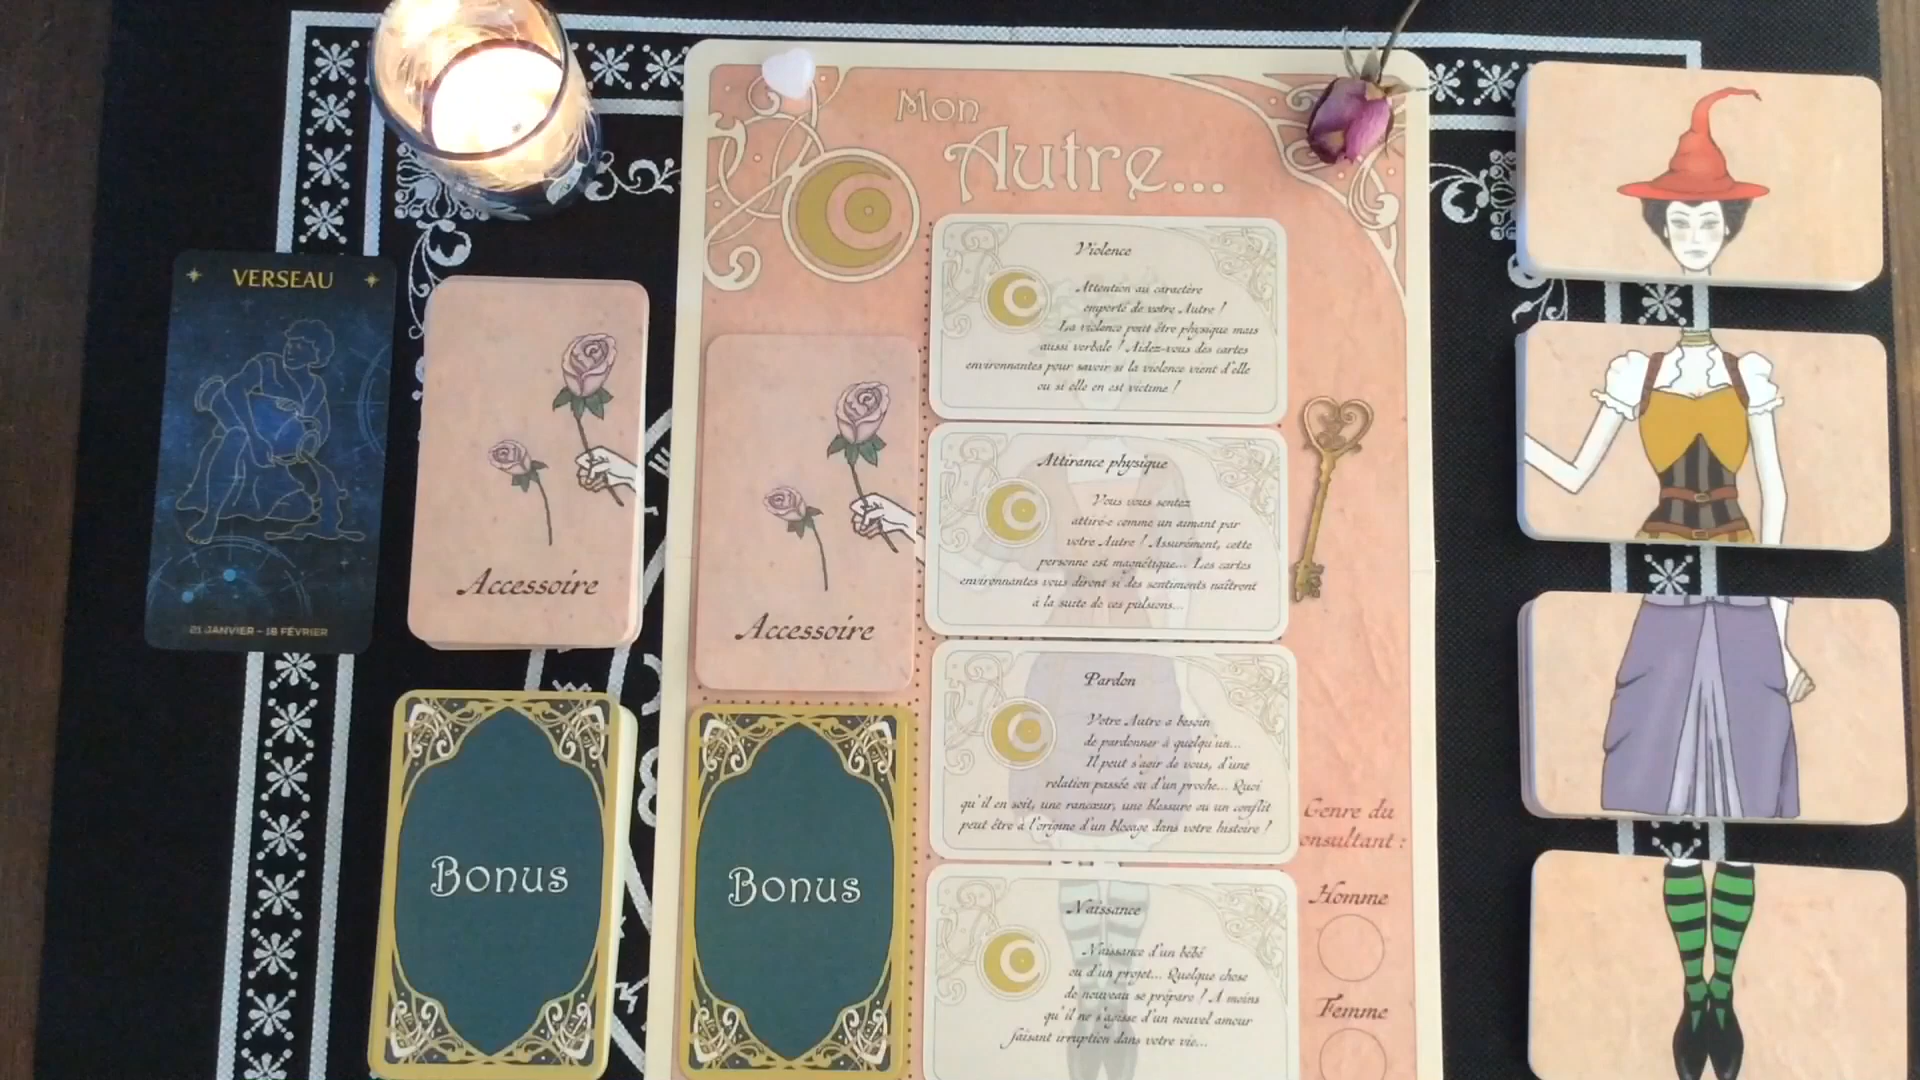 Mon
Autre...
VERSEAU
21 JANVIER - 18 FÉVRIER
Accessoire
Bonus
Accessoire
Bonus
Violence
Attention au caractère
emporté de votre Autre !
La violence peut être physique mais
aussi verbale ! Aidez-vous des cartes
environnantes pour savoir si la violence vient d'elle
ou si elle en est victime !
Attirance physique
Vous vous sentez
attiré-e comme un aimant par
votre Autre ! Assurément, cette
personne est magnétique... Les cartes
environnantes vous diront si des sentiments naîtront
à la suite de ces pulsions...
Pardon
Votre Autre a besoin
de pardonner à quelqu'un...
Il peut s'agir de vous, d'une
relation passée ou d'un proche... Quoi
qu'il en soit, une rancœur, une blessure ou un conflit
peut être à l'origine d'un blocage dans votre histoire !
Naissance
Naissance d'un bébé
ou d'un projet... Quelque chose
de nouveau se prépare ! A moins
qu'il ne s'agisse d'un nouvel amour
faisant irruption dans votre vie...
Genre du
onsultant :
Homme
Femme